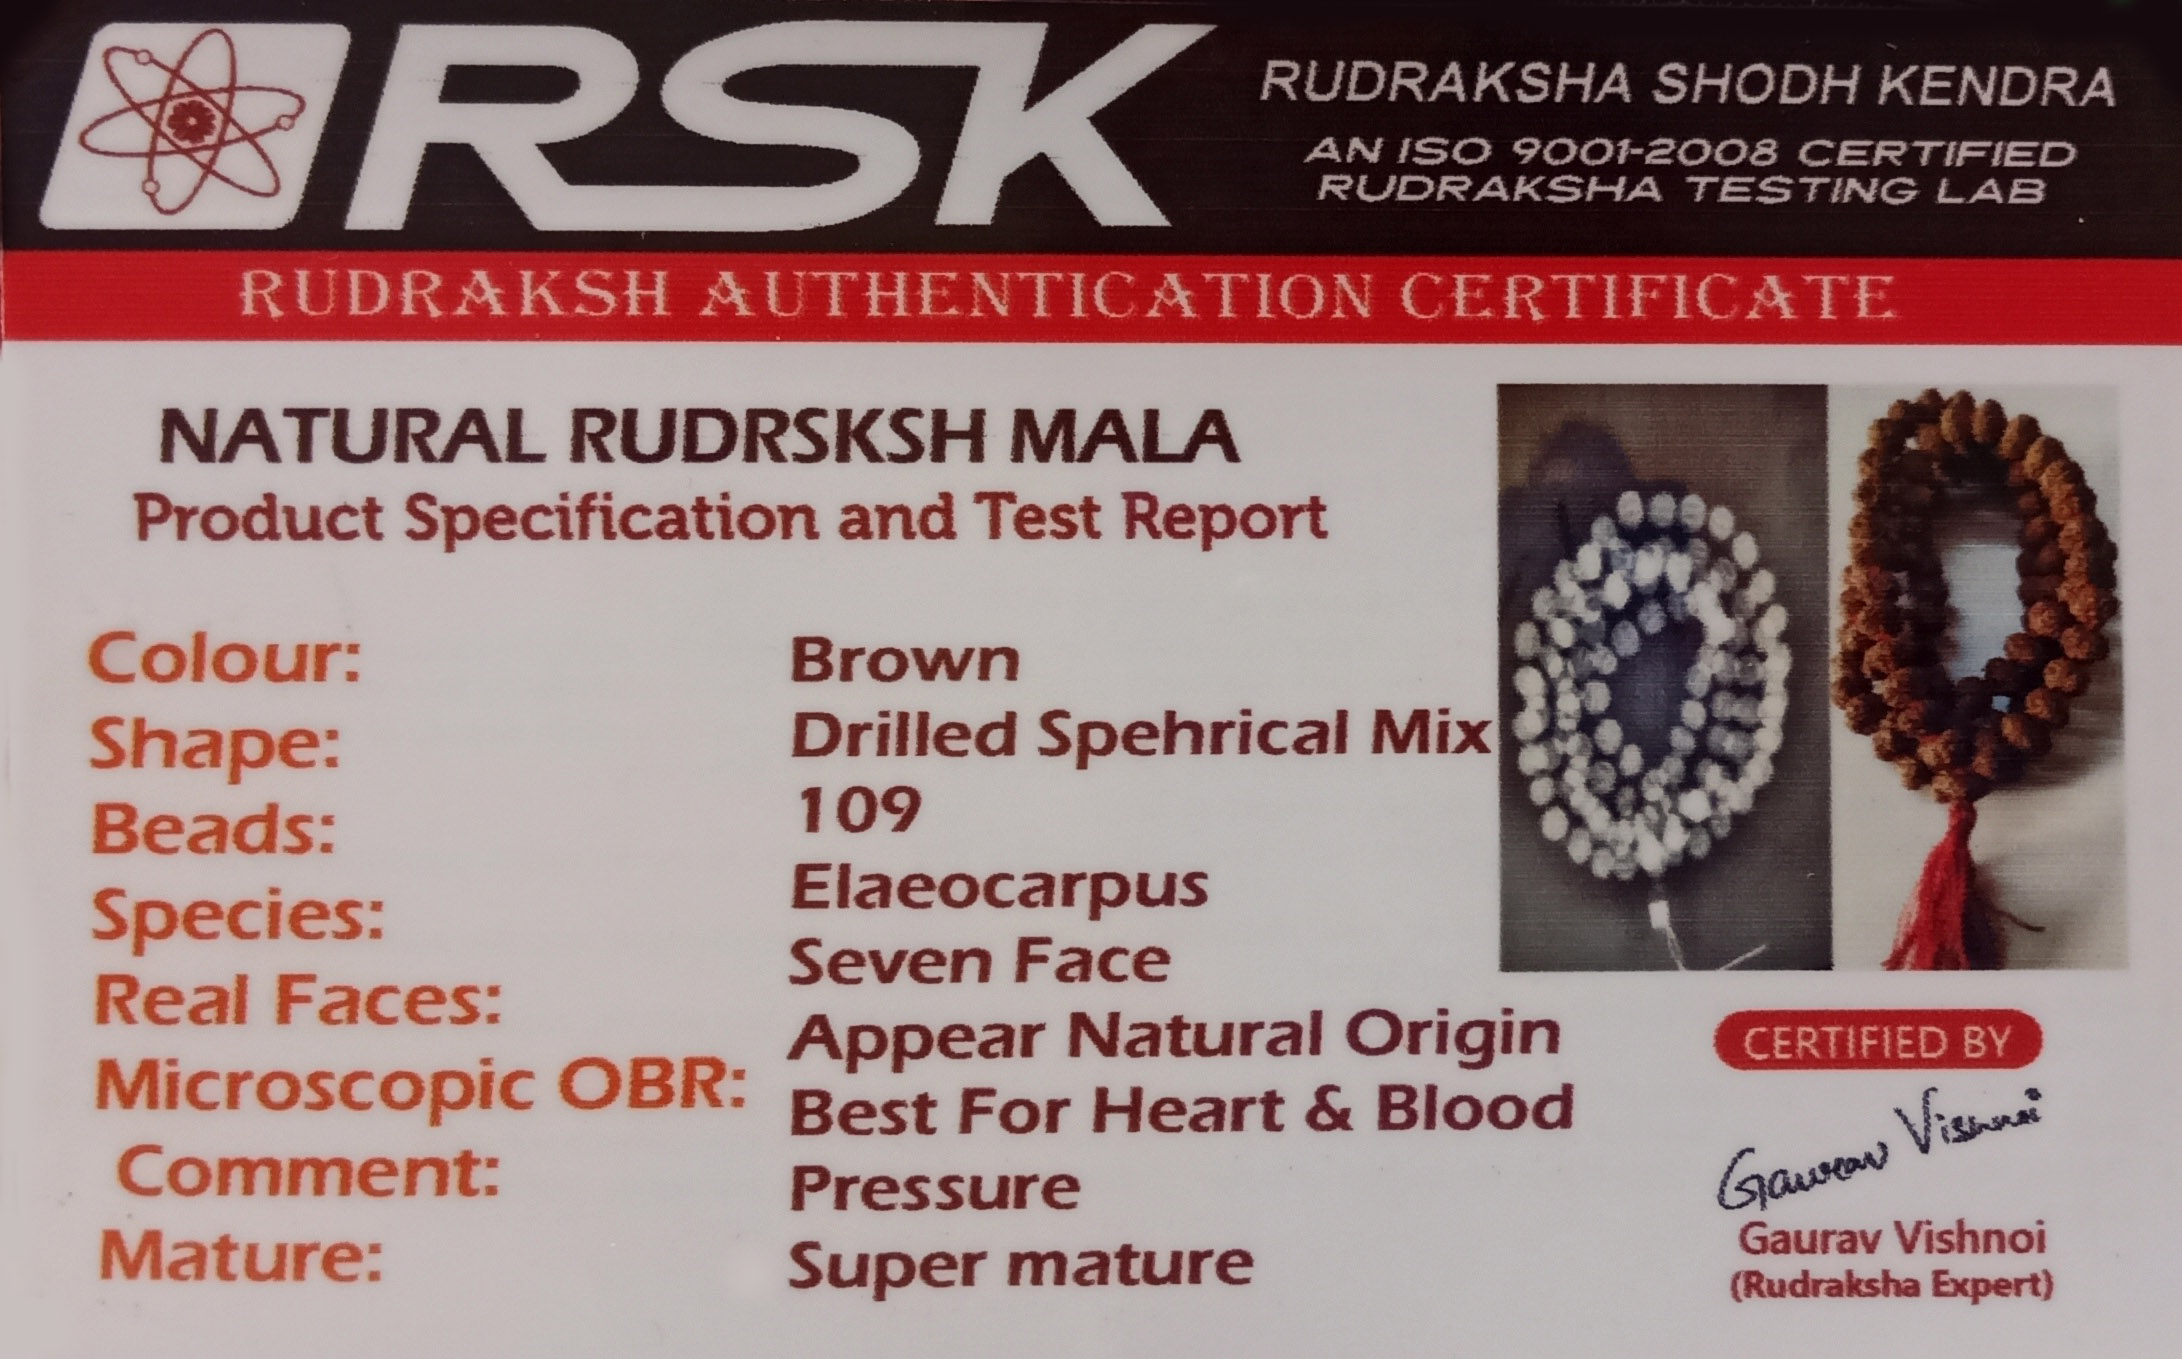 RSK
RUDRAKSHA SHODH KENDRA
AN ISO 9001-2008 CERTIFIED
RUDRAKSHA TESTING LAB
RUDRAKSH AUTHENTICATION CERTIFICATE
NATURAL RUDRSKSH MALA
Product Specification and Test Report
Colour: Brown
Shape: Drilled Spehrical Mix
Beads: 109
Species: Elaeocarpus
Real Faces: Seven Face
Microscopic OBR: Appear Natural Origin
Comment: Best For Heart & Blood
Pressure
Mature: Super mature
CERTIFIED BY
Gaurav Vishnoi
Gaurav Vishnoi
(Rudraksha Expert)